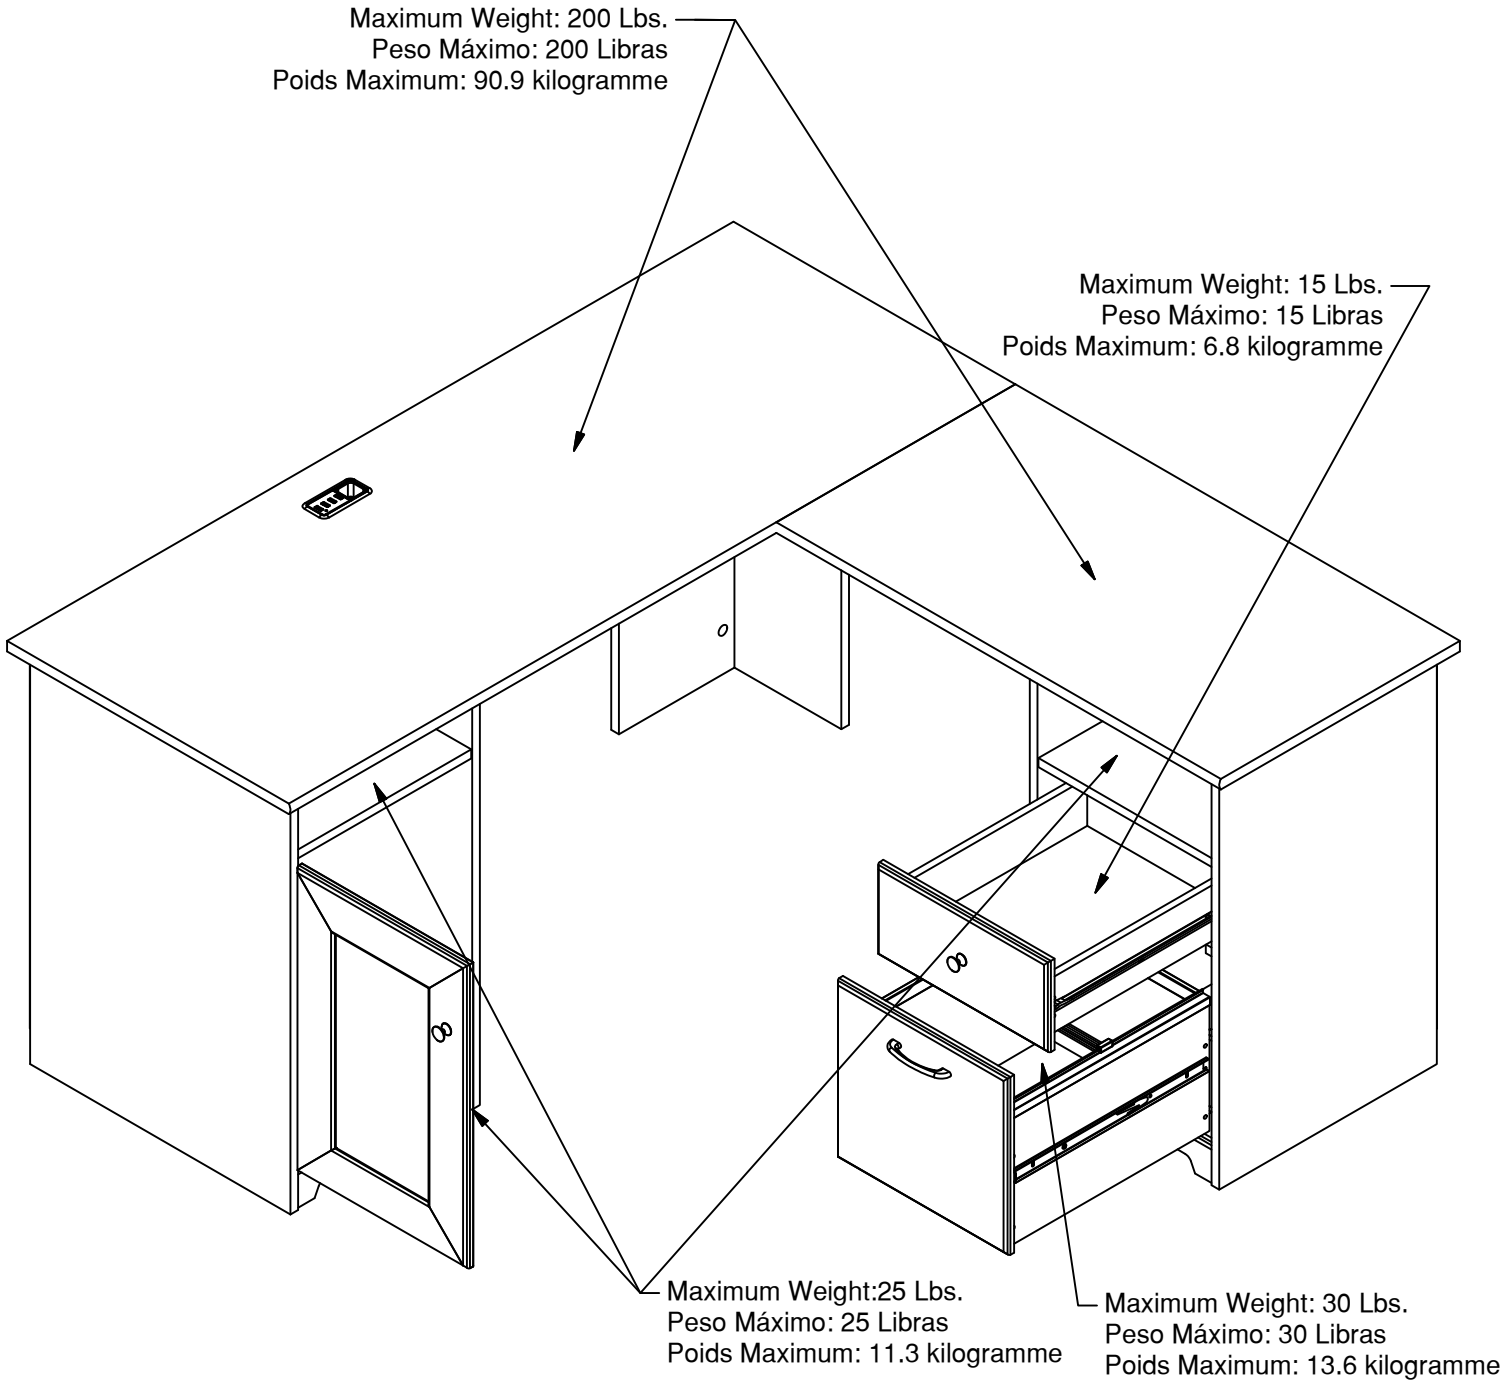 Maximum Weight: 200 Lbs.
Peso Máximo: 200 Libras
Poids Maximum: 90.9 kilogramme
Maximum Weight: 15 Lbs.
Peso Máximo: 15 Libras
Poids Maximum: 6.8 kilogramme
Maximum Weight:25 Lbs.
Peso Máximo: 25 Libras
Poids Maximum: 11.3 kilogramme
Maximum Weight: 30 Lbs.
Peso Máximo: 30 Libras
Poids Maximum: 13.6 kilogramme